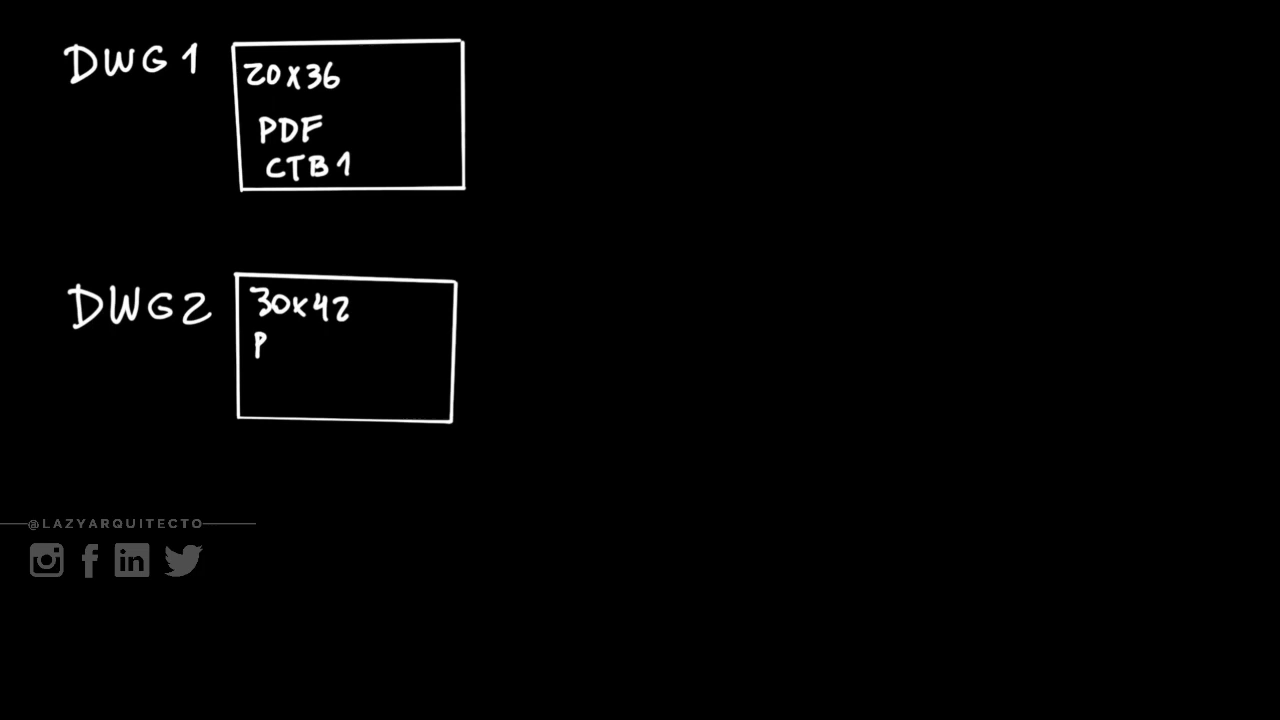 DWG 1
20x36
PDF
CTB 1
DWG 2
30x42
P
@LAZYARQUITECTO